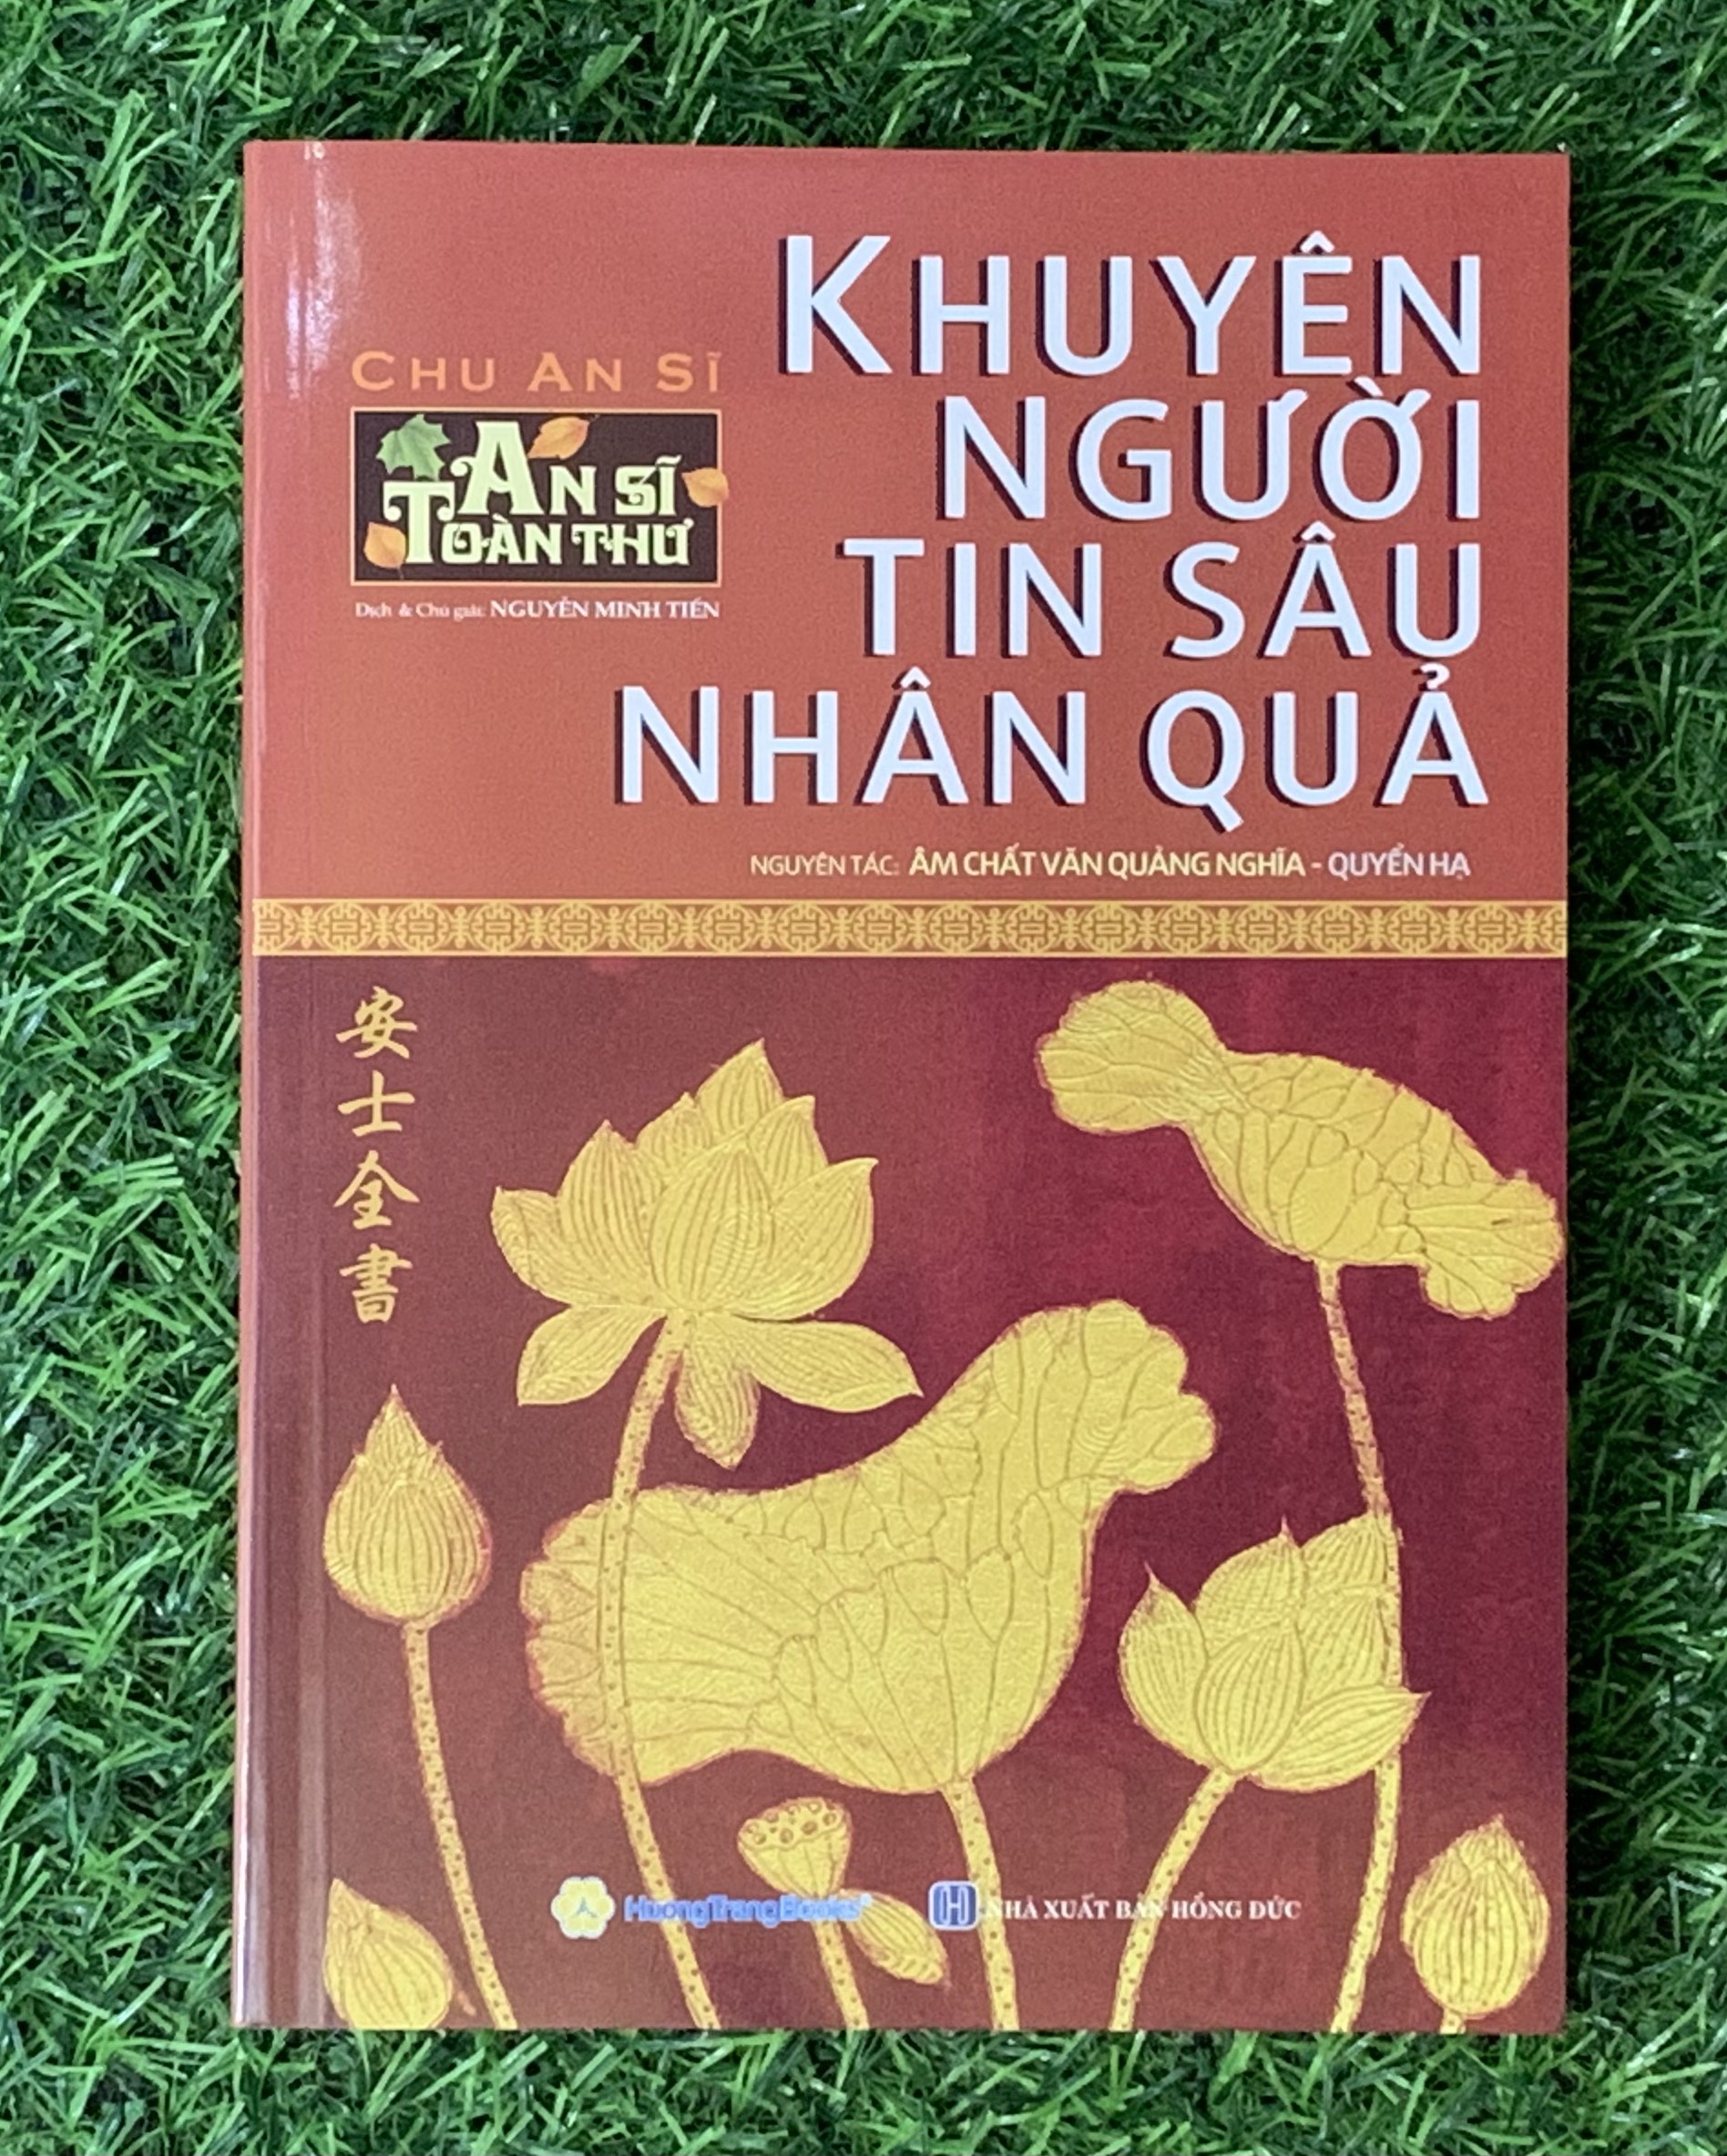 KHUYÊN
NGƯỜI
TIN SÂU
NHÂN QUẢ
CHU AN SĨ
AN SĨ
TOÀN THƯ
Dịch & Chú giải: NGUYỄN MINH TIẾN
NGUYÊN TÁC: ÂM CHẤT VĂN QUẢNG NGHĨA - QUYỂN HẠ
安士全書
HuongTrangBooks
NHÀ XUẤT BẢN HỒNG ĐỨC